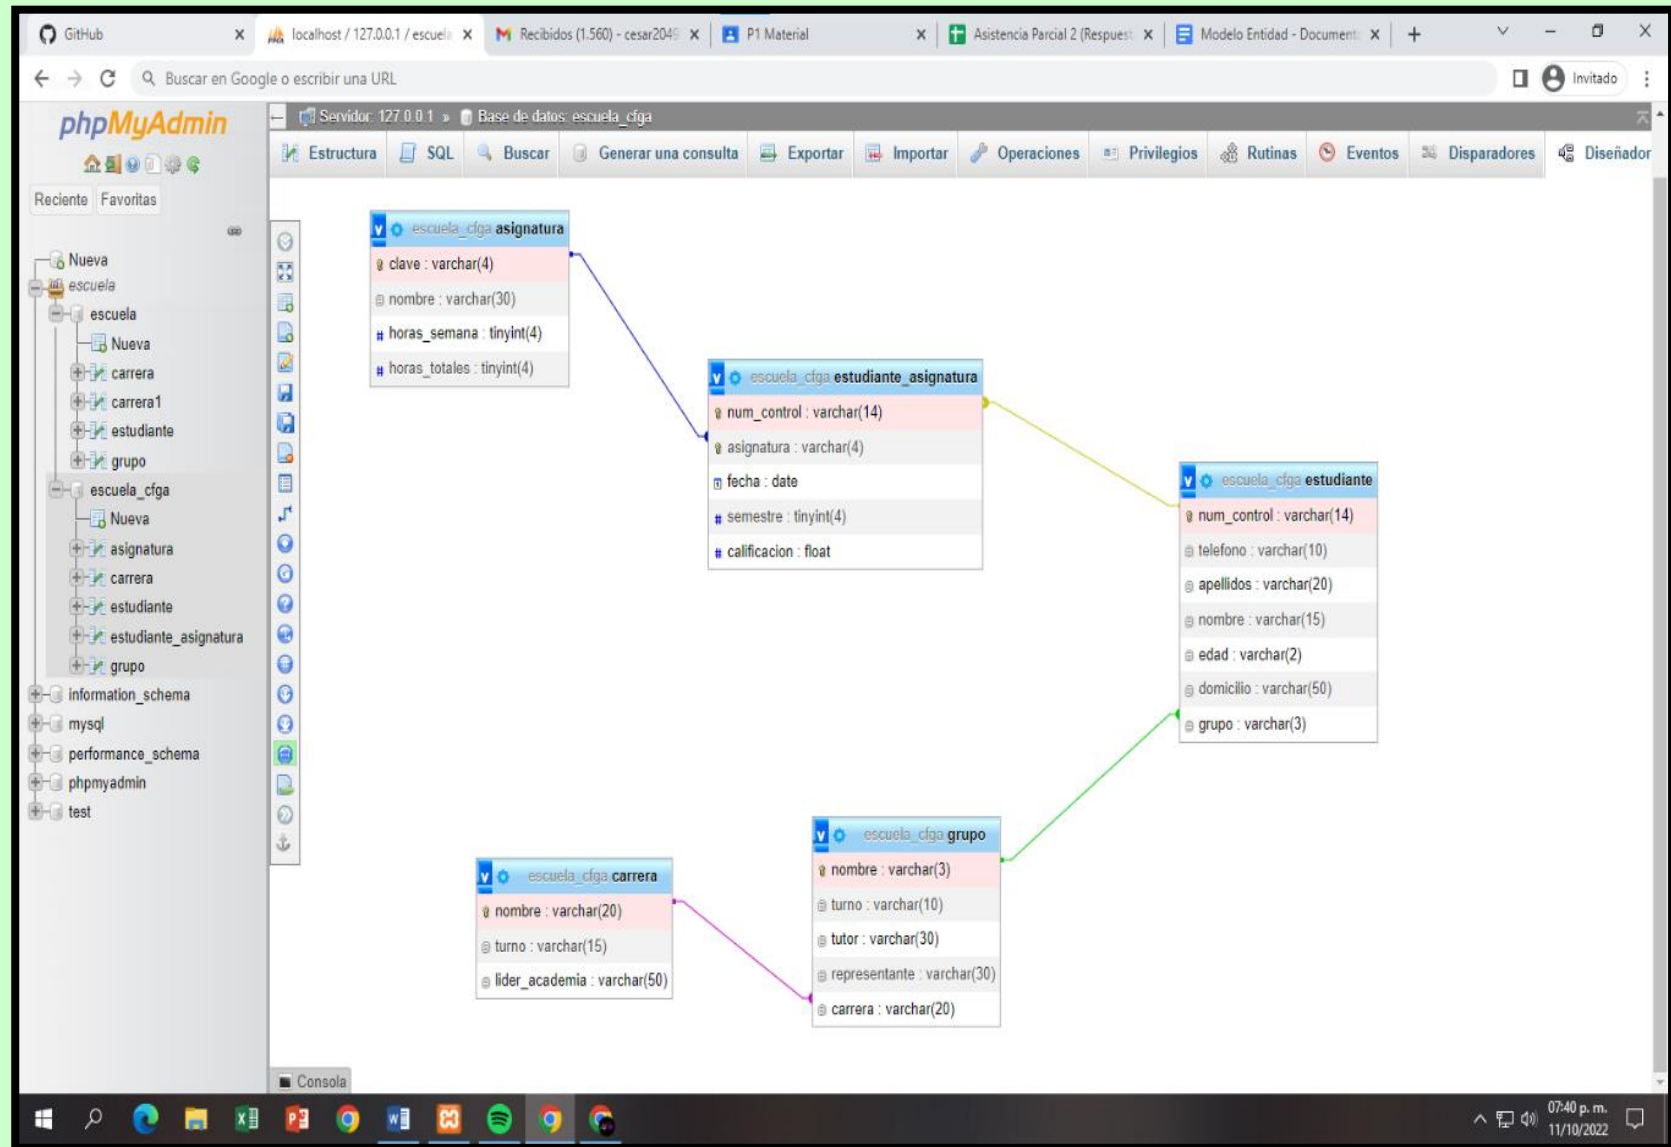 GitHub
localhost / 127.0.0.1 / escuela
Recibidos (1.560) - cesar2045
P1 Material
Asistencia Parcial 2 (Respuest
Modelo Entidad - Document
Buscar en Google o escribir una URL
Invitado
phpMyAdmin
Reciente Favoritas
Nueva
escuela
escuela
Nueva
carrera
carrera1
estudiante
grupo
escuela_cfga
Nueva
asignatura
carrera
estudiante
estudiante_asignatura
grupo
information_schema
mysql
performance_schema
phpmyadmin
test
Servidor: 127.0.0.1 » Base de datos: escuela_cfga
Estructura SQL Buscar Generar una consulta Exportar Importar Operaciones Privilegios Rutinas Eventos Disparadores Diseñador
escuela_cfga asignatura
clave : varchar(4)
nombre : varchar(30)
# horas_semana : tinyint(4)
# horas_totales : tinyint(4)
escuela_cfga estudiante_asignatura
num_control : varchar(14)
asignatura : varchar(4)
fecha : date
# semestre : tinyint(4)
# calificacion : float
escuela_cfga estudiante
num_control : varchar(14)
telefono : varchar(10)
apellidos : varchar(20)
nombre : varchar(15)
edad : varchar(2)
domicilio : varchar(50)
grupo : varchar(3)
escuela_cfga grupo
nombre : varchar(3)
turno : varchar(10)
tutor : varchar(30)
representante : varchar(30)
carrera : varchar(20)
escuela_cfga carrera
nombre : varchar(20)
turno : varchar(15)
lider_academia : varchar(50)
Consola
07:40 p. m.
11/10/2022